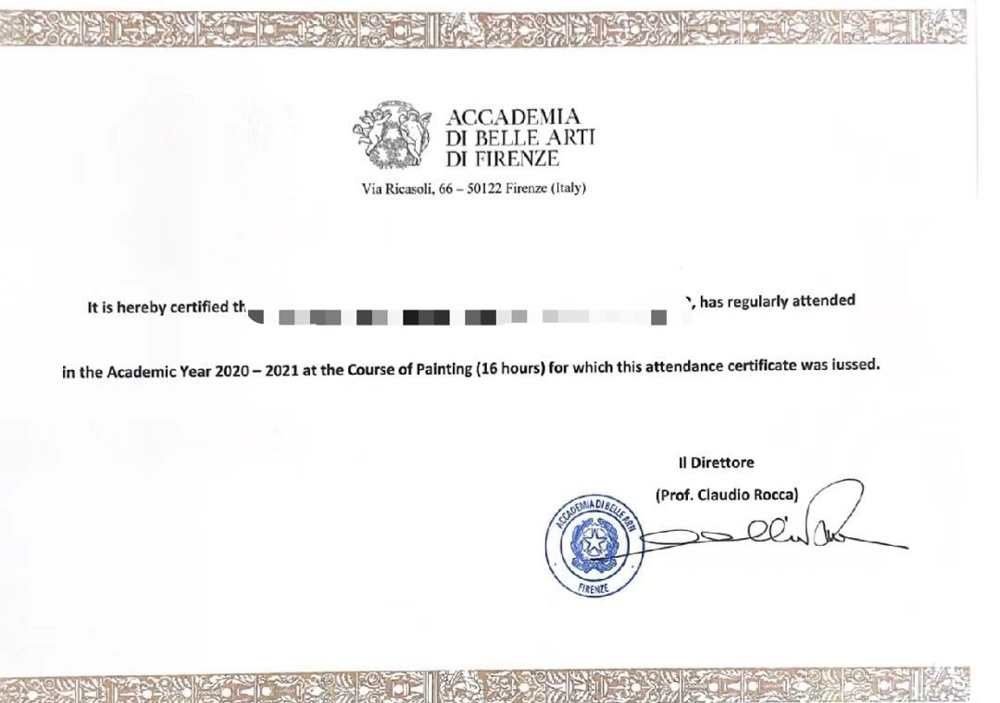 ACCADEMIA
DI BELLE ARTI
DI FIRENZE
Via Ricasoli, 66 – 50122 Firenze (Italy)
It is hereby certified , has regularly attended
in the Academic Year 2020 – 2021 at the Course of Painting (16 hours) for which this attendance certificate was iussed.
Il Direttore
(Prof. Claudio Rocca)
ACCADEMIA DI BELLE ARTI
FIRENZE